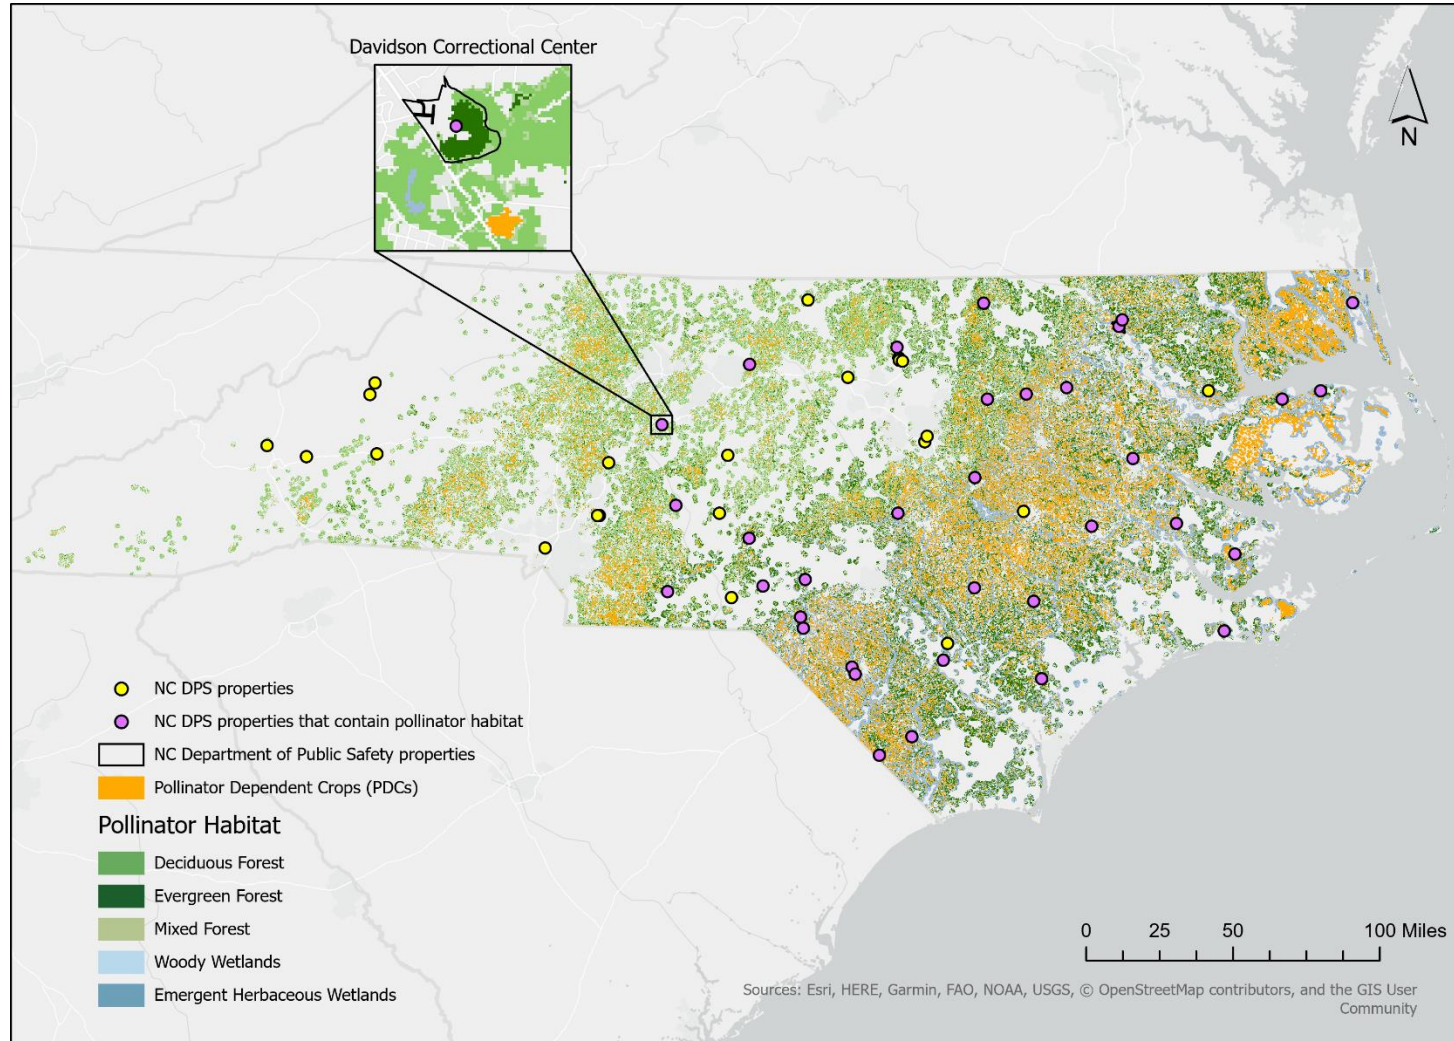 Davidson Correctional Center
N
NC DPS properties
NC DPS properties that contain pollinator habitat
NC Department of Public Safety properties
Pollinator Dependent Crops (PDCs)
Pollinator Habitat
Deciduous Forest
Evergreen Forest
Mixed Forest
Woody Wetlands
Emergent Herbaceous Wetlands
0 25 50 100 Miles
Sources: Esri, HERE, Garmin, FAO, NOAA, USGS, © OpenStreetMap contributors, and the GIS User
Community